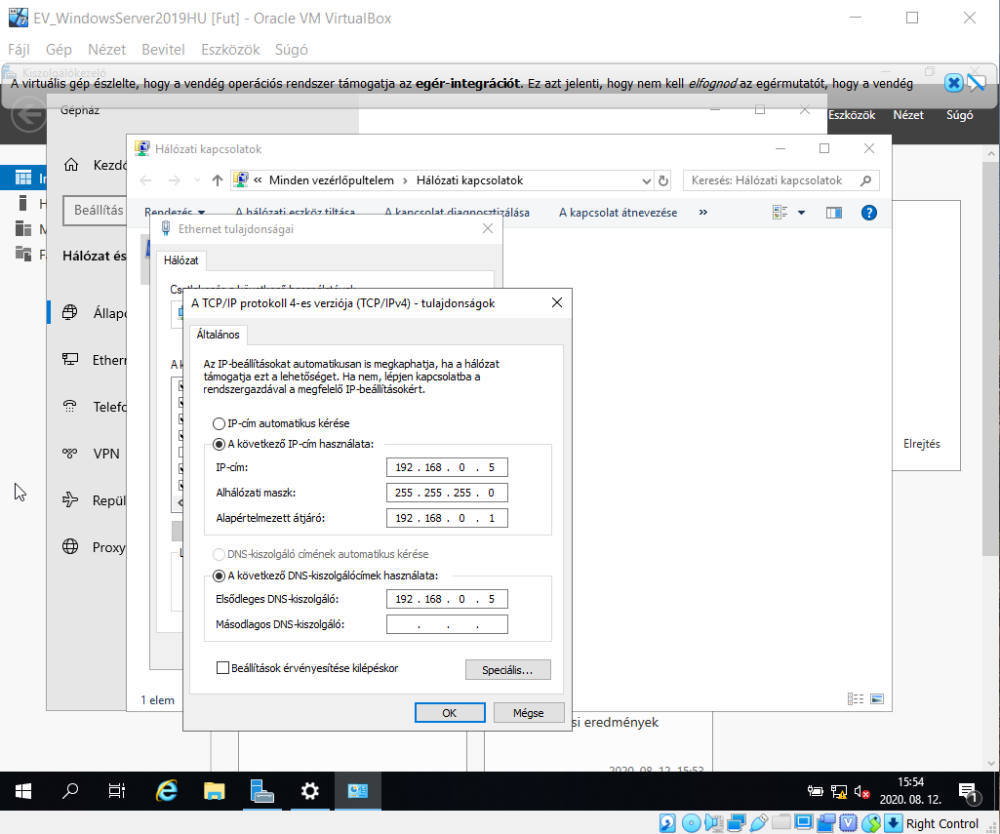 EV_WindowsServer2019HU [Fut] - Oracle VM VirtualBox
Fájl Gép Nézet Bevitel Eszközök Súgó
Kiszolgálókezelő
A virtuális gép észlelte, hogy a vendég operációs rendszer támogatja az egér-integrációt. Ez azt jelenti, hogy nem kell elfognod az egérmutatót, hogy a vendég
Gépház
Eszközök Nézet Súgó
Hálózati kapcsolatok
Kezdő
« Minden vezérlőpultelem › Hálózati kapcsolatok
Keresés: Hálózati kapcsolatok
Beállítás
Rendezés A hálózati eszköz tiltása A kapcsolat diagnosztizálása A kapcsolat átnevezése »
Ethernet tulajdonságai
Hálózat és
Hálózat
A TCP/IP protokoll 4-es verziója (TCP/IPv4) - tulajdonságok
Állapo
Általános
Ethern
Az IP-beállításokat automatikusan is megkaphatja, ha a hálózat
támogatja ezt a lehetőséget. Ha nem, lépjen kapcsolatba a
rendszergazdával a megfelelő IP-beállításokért.
Telefo
IP-cím automatikus kérése
A következő IP-cím használata:
Elrejtés
VPN
IP-cím: 192 . 168 . 0 . 5
Alhálózati maszk: 255 . 255 . 255 . 0
Repül
Alapértelmezett átjáró: 192 . 168 . 0 . 1
Proxy
DNS-kiszolgáló címének automatikus kérése
A következő DNS-kiszolgálócímek használata:
Elsődleges DNS-kiszolgáló: 192 . 168 . 0 . 5
Másodlagos DNS-kiszolgáló: . . .
Beállítások érvényesítése kilépéskor
Speciális...
1 elem
OK Mégse
si eredmények
2020. 08. 12. 15:53
15:54
2020. 08. 12.
1
Right Control